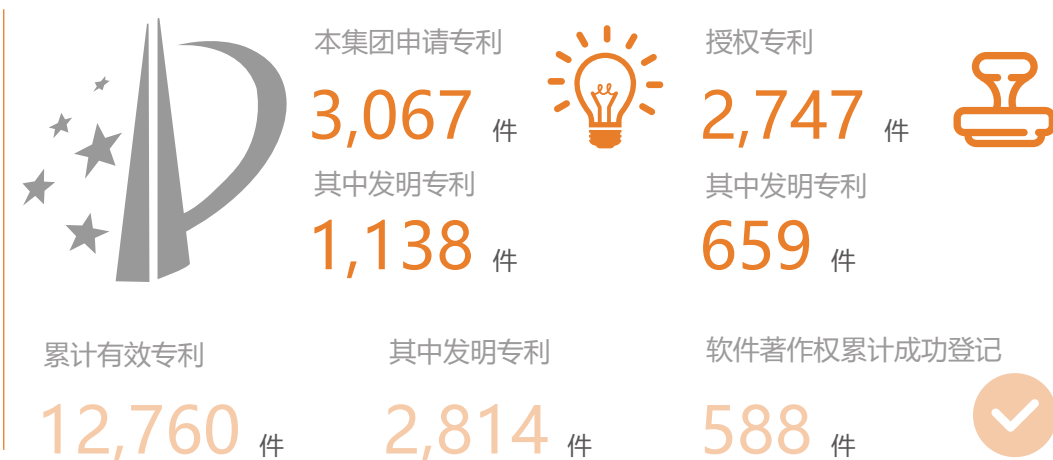 本集团申请专利
3,067 件
其中发明专利
1,138 件
授权专利
2,747 件
其中发明专利
659 件
累计有效专利
12,760 件
其中发明专利
2,814 件
软件著作权累计成功登记
588 件